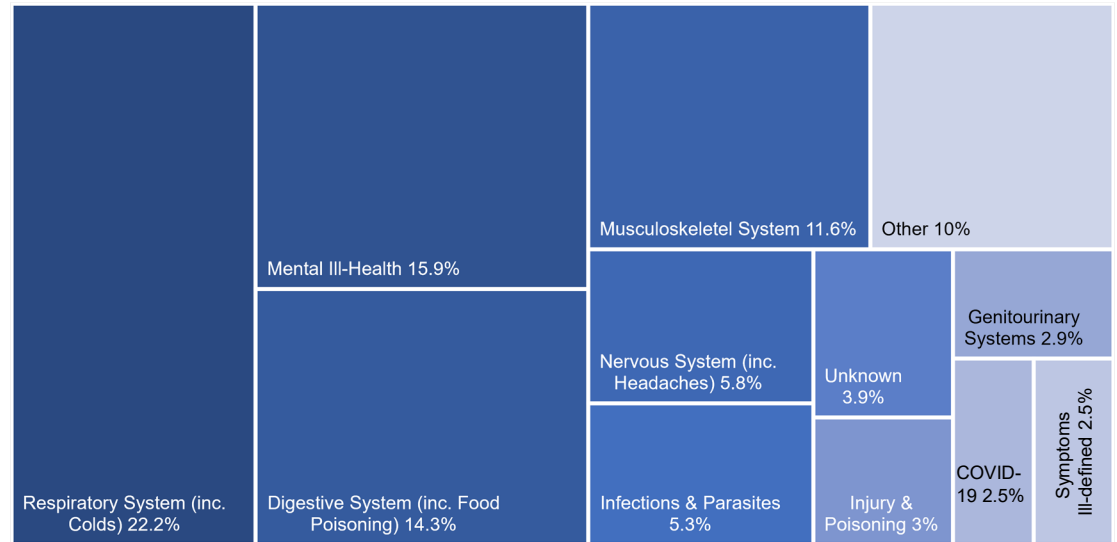 Respiratory System (inc.
Colds) 22.2%
Mental Ill-Health 15.9%
Digestive System (inc. Food
Poisoning) 14.3%
Musculoskeletel System 11.6%
Other 10%
Nervous System (inc.
Headaches) 5.8%
Infections & Parasites
5.3%
Unknown
3.9%
Injury &
Poisoning 3%
Genitourinary
Systems 2.9%
COVID-
19 2.5%
Symptoms
Ill-defined 2.5%